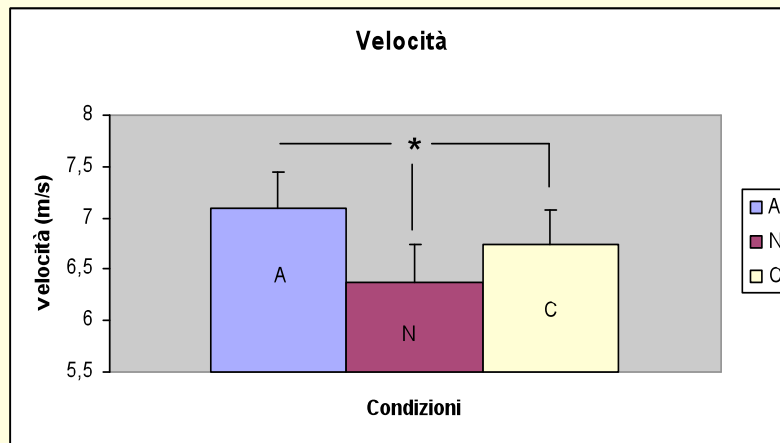 Velocità
8
7,5
7
6,5
6
5,5
velocità (m/s)
*
A
N
C
Condizioni
A
N
C